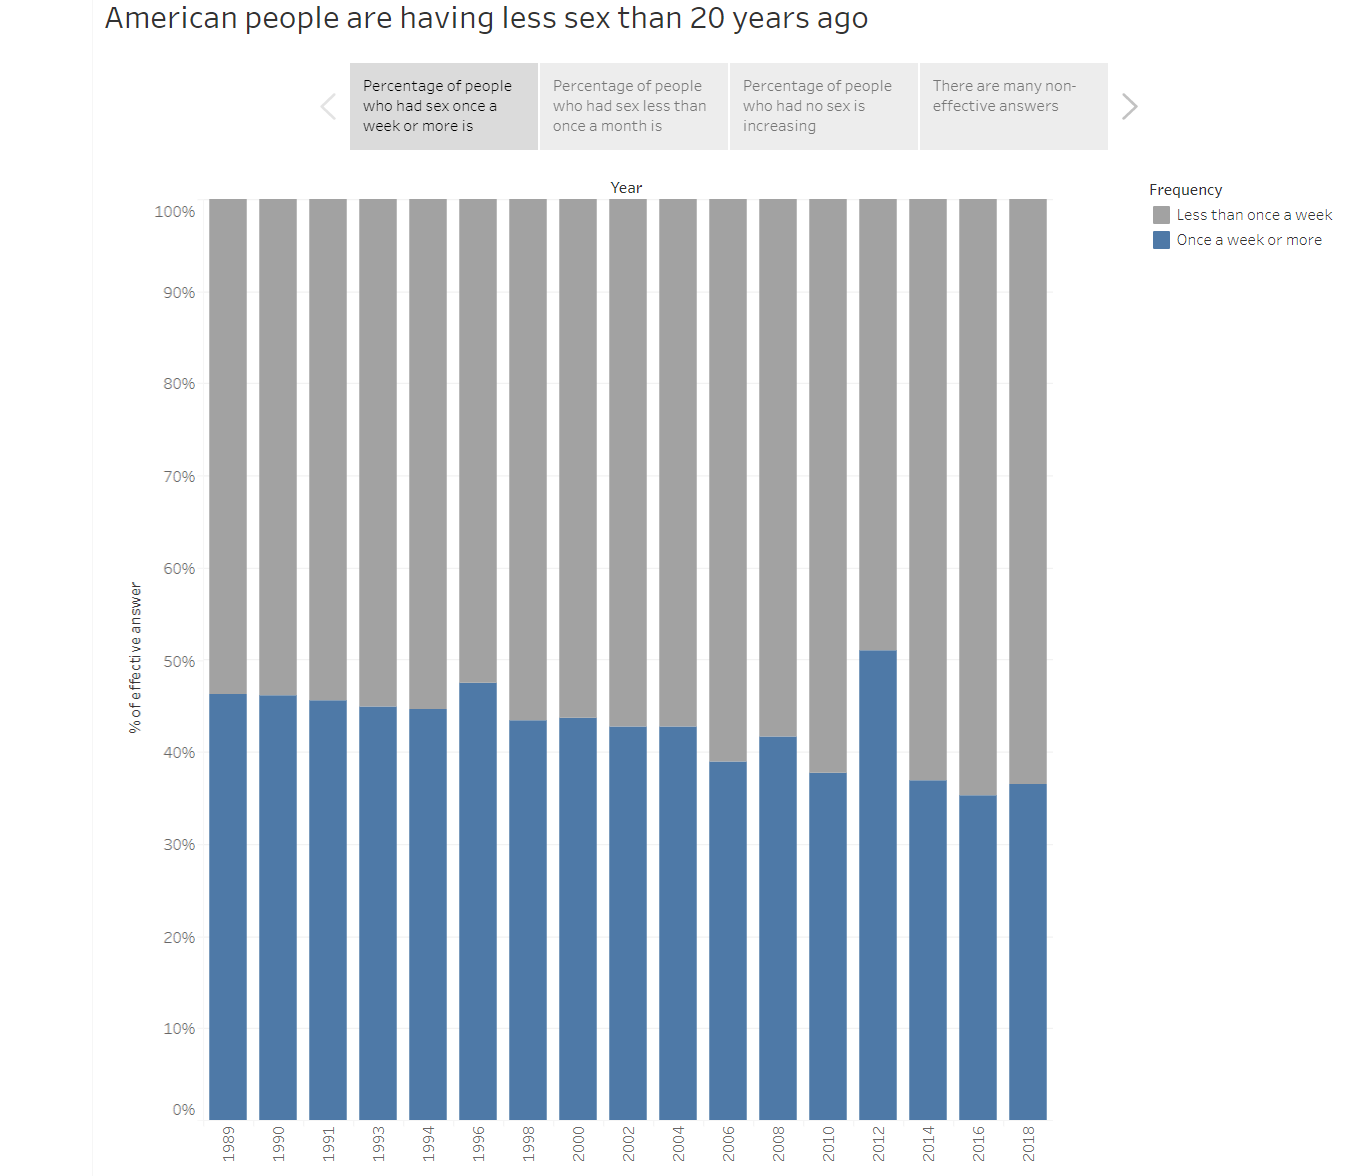 American people are having less sex than 20 years ago
Percentage of people
who had sex once a
week or more is
Percentage of people
who had sex less than
once a month is
Percentage of people
who had no sex is
increasing
There are many non-
effective answers
Year
Frequency
Less than once a week
Once a week or more
% of effective answer
100%
90%
80%
70%
60%
50%
40%
30%
20%
10%
0%
1989
1990
1991
1993
1994
1996
1998
2000
2002
2004
2006
2008
2010
2012
2014
2016
2018